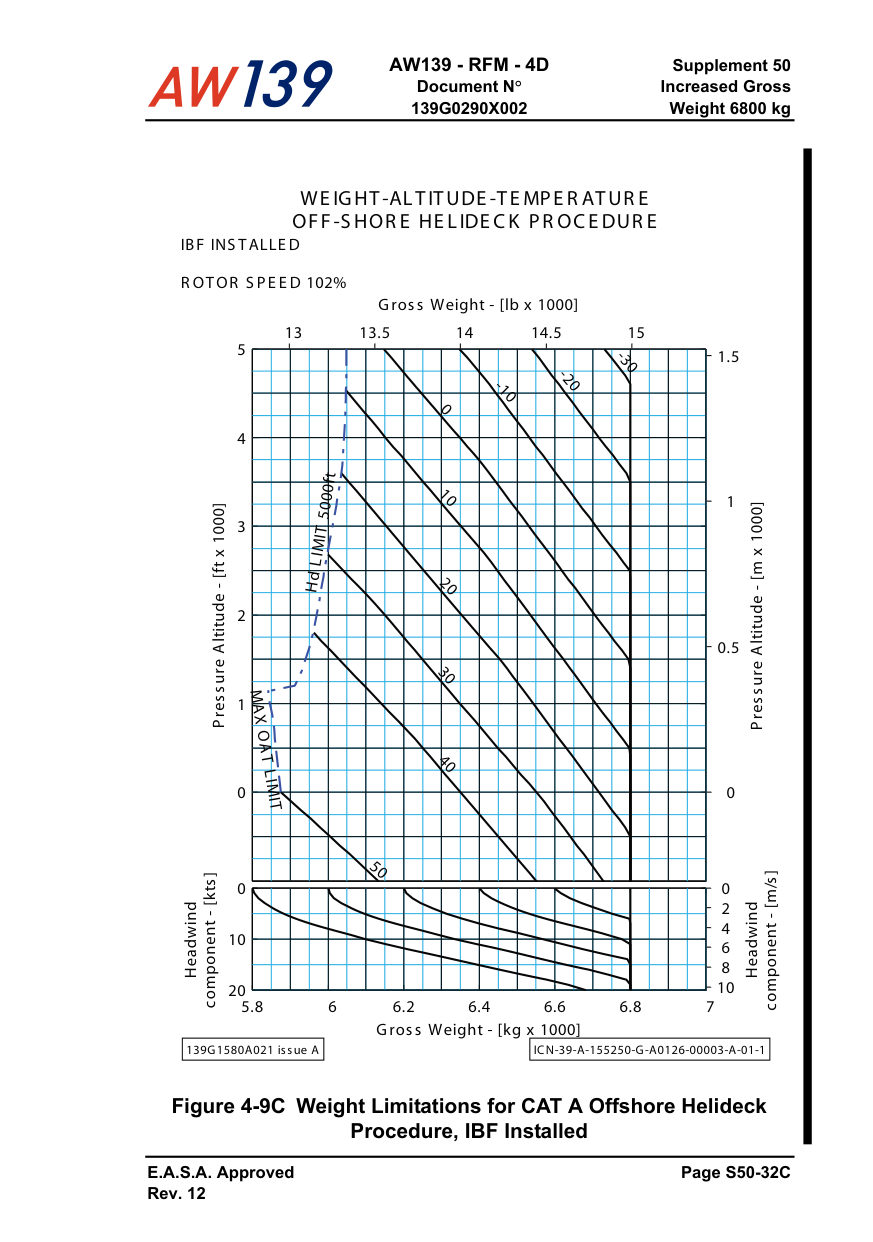 AW139
AW139 - RFM - 4D
Document N°
139G0290X002
Supplement 50
Increased Gross
Weight 6800 kg
WEIGHT-ALTITUDE-TEMPERATURE
OFF-SHORE HELIDECK PROCEDURE
IBF INSTALLED
ROTOR SPEED 102%
Gross Weight - [lb x 1000]
13 13.5 14 14.5 15
5
4
3
2
1
0
Pressure Altitude - [ft x 1000]
1.5
1
0.5
0
Pressure Altitude - [m x 1000]
Hd LIMIT 5000ft
MAX OAT LIMIT
-30
-20
-10
0
10
20
30
40
50
0
10
20
Headwind
component - [kts]
0
2
4
6
8
10
Headwind
component - [m/s]
5.8 6 6.2 6.4 6.6 6.8 7
Gross Weight - [kg x 1000]
139G1580A021 issue A
ICN-39-A-155250-G-A0126-00003-A-01-1
Figure 4-9C Weight Limitations for CAT A Offshore Helideck
Procedure, IBF Installed
E.A.S.A. Approved
Rev. 12
Page S50-32C